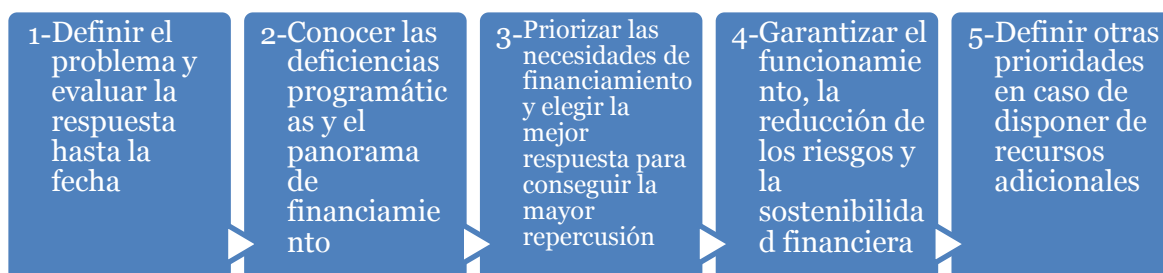 1-Definir el
problema y
evaluar la
respuesta
hasta la
fecha
2-Conocer las
deficiencias
programátic
as y el
panorama
de
financiamie
nto
3-Priorizar las
necesidades de
financiamiento
y elegir la
mejor
respuesta para
conseguir la
mayor
repercusión
4-Garantizar el
funcionamie
nto, la
reducción de
los riesgos y
la
sostenibilida
d financiera
5-Definir otras
prioridades
en caso de
disponer de
recursos
adicionales